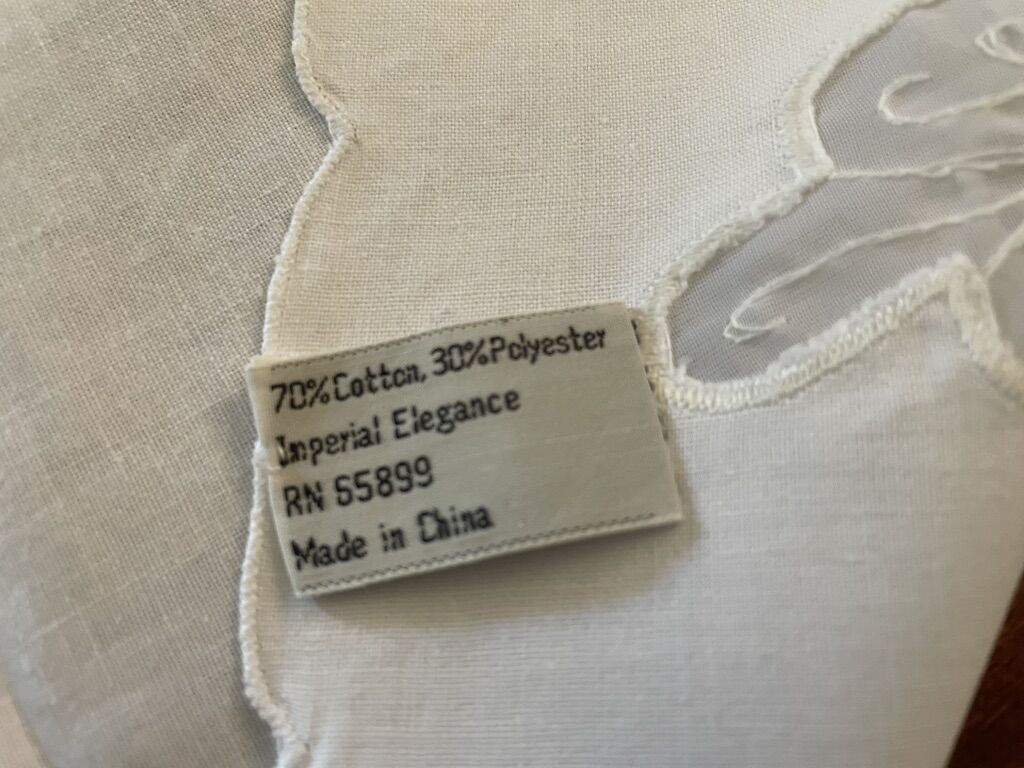 70%Cotton, 30%Polyester
Imperial Elegance
RN 55899
Made in China